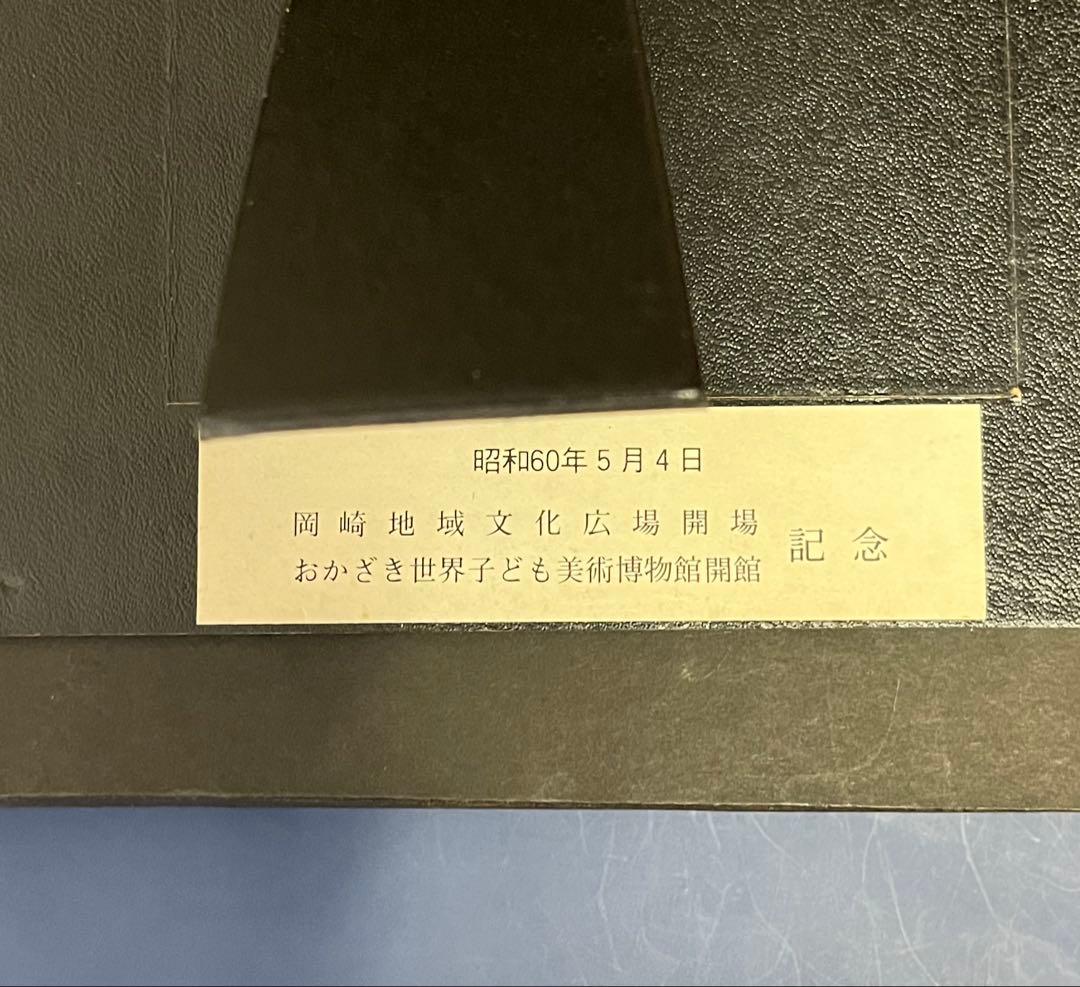 昭和60年5月4日
岡崎地域文化広場開場
おかざき世界子ども美術博物館開館
記念